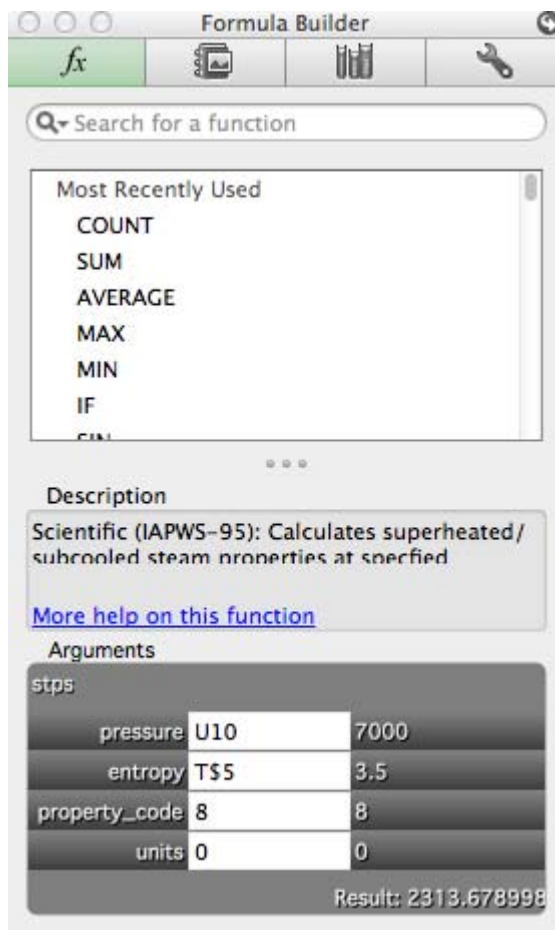 Formula Builder
fx
Search for a function
Most Recently Used
COUNT
SUM
AVERAGE
MAX
MIN
IF
SIN
Description
Scientific (IAPWS-95): Calculates superheated/
subcooled steam properties at specfied
More help on this function
Arguments
stps
pressure U10 7000
entropy T$5 3.5
property_code 8 8
units 0 0
Result: 2313.678998